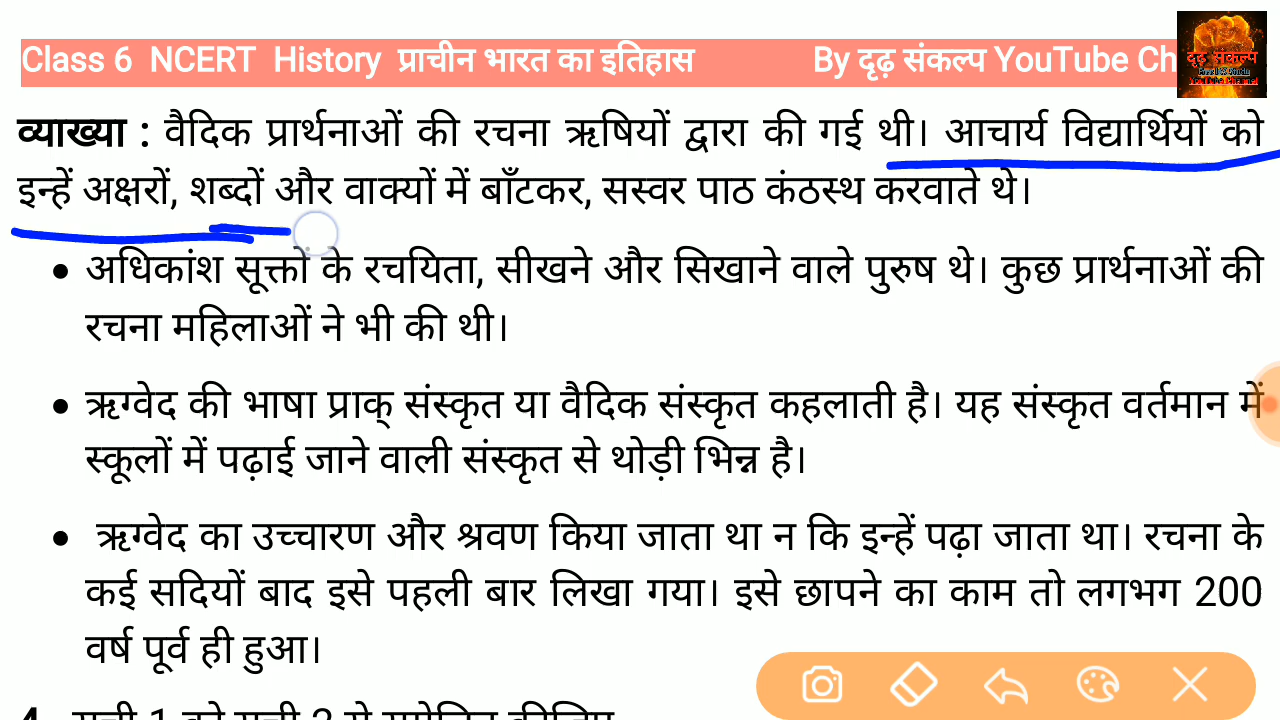 Class 6 NCERT History प्राचीन भारत का इतिहास By दृढ़ संकल्प YouTube Ch
दृढ़ संकल्प
व्याख्या : वैदिक प्रार्थनाओं की रचना ऋषियों द्वारा की गई थी। आचार्य विद्यार्थियों को
इन्हें अक्षरों, शब्दों और वाक्यों में बाँटकर, सस्वर पाठ कंठस्थ करवाते थे।
• अधिकांश सूक्तों के रचयिता, सीखने और सिखाने वाले पुरुष थे। कुछ प्रार्थनाओं की
रचना महिलाओं ने भी की थी।
• ऋग्वेद की भाषा प्राक् संस्कृत या वैदिक संस्कृत कहलाती है। यह संस्कृत वर्तमान में
स्कूलों में पढ़ाई जाने वाली संस्कृत से थोड़ी भिन्न है।
• ऋग्वेद का उच्चारण और श्रवण किया जाता था न कि इन्हें पढ़ा जाता था। रचना के
कई सदियों बाद इसे पहली बार लिखा गया। इसे छापने का काम तो लगभग 200
वर्ष पूर्व ही हुआ।
4. सूची 1 को सूची 2 से सुमेलित कीजिए